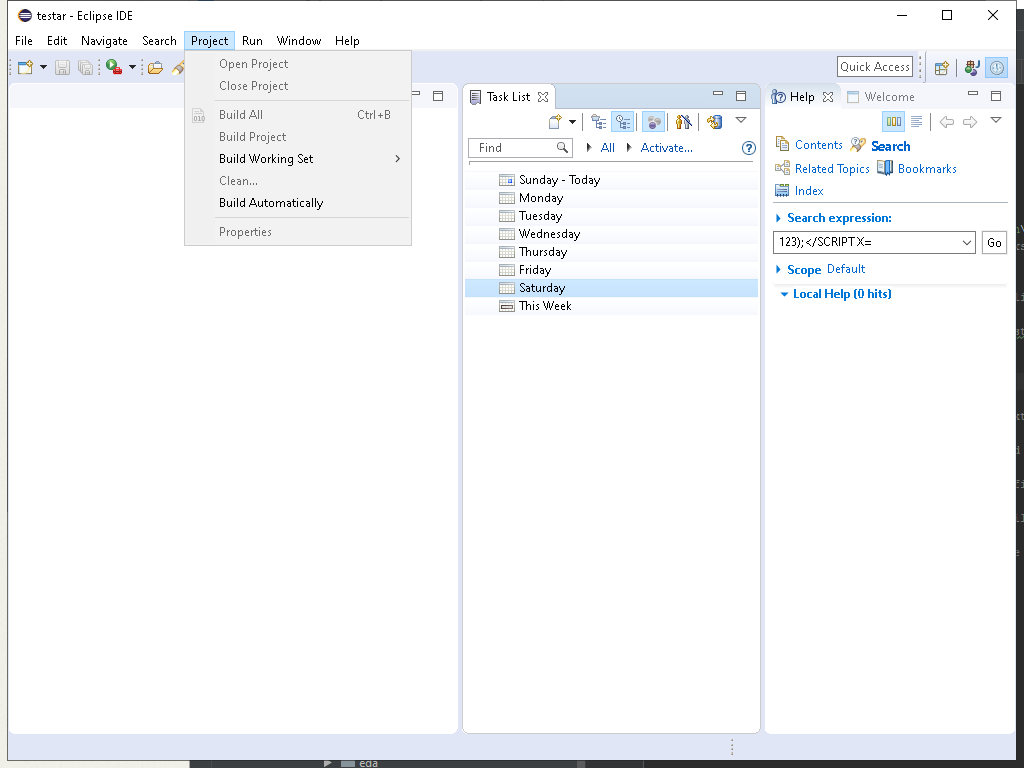 testar - Eclipse IDE
File Edit Navigate Search Project Run Window Help
Quick Access
Open Project
Close Project
010
Build All Ctrl+B
Build Project
Build Working Set
Clean...
Build Automatically
Properties
Task List
Find All Activate...
Sunday - Today
Monday
Tuesday
Wednesday
Thursday
Friday
Saturday
This Week
Help Welcome
Contents Search
Related Topics Bookmarks
Index
Search expression:
123);</SCRIPT X= Go
Scope Default
Local Help (0 hits)
eda